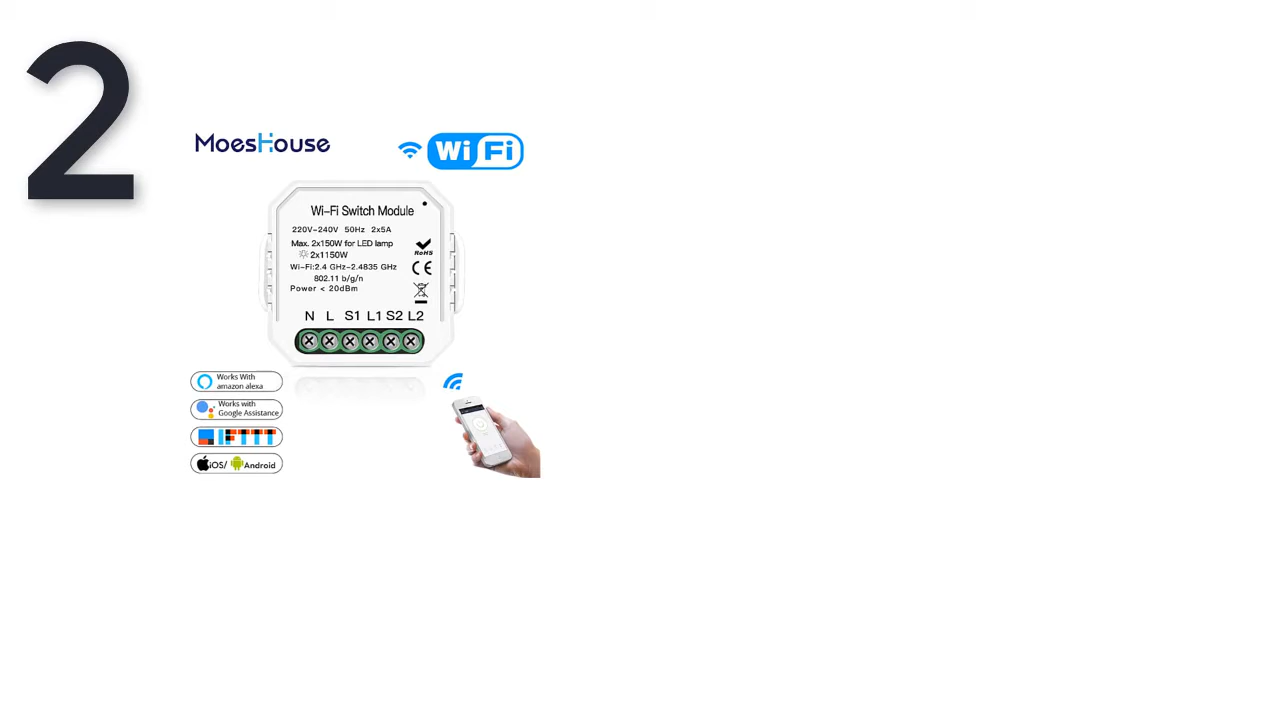 2
MoesHouse
WiFi
Wi-Fi Switch Module
220V-240V 50Hz 2x5A
Max. 2x150W for LED lamp
2x1150W
Wi-Fi:2.4 GHz-2.4835 GHz
802.11 b/g/n
Power < 20dBm
RoHS
CE
N L S1 L1 S2 L2
Works With
amazon alexa
Works with
Google Assistance
IFTTT
iOS/ Android